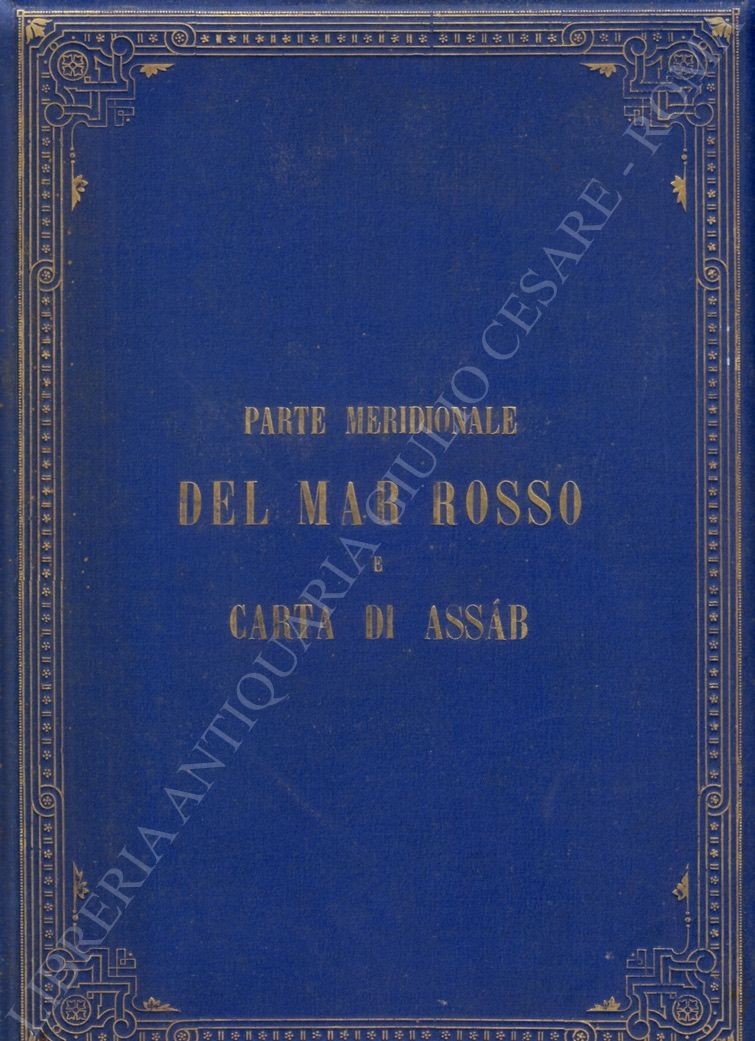 PARTE MERIDIONALE
DEL MAR ROSSO
E
CARTA DI ASSÁB
LIBRERIA ANTIQUARIA GIULIO CESARE - ROMA